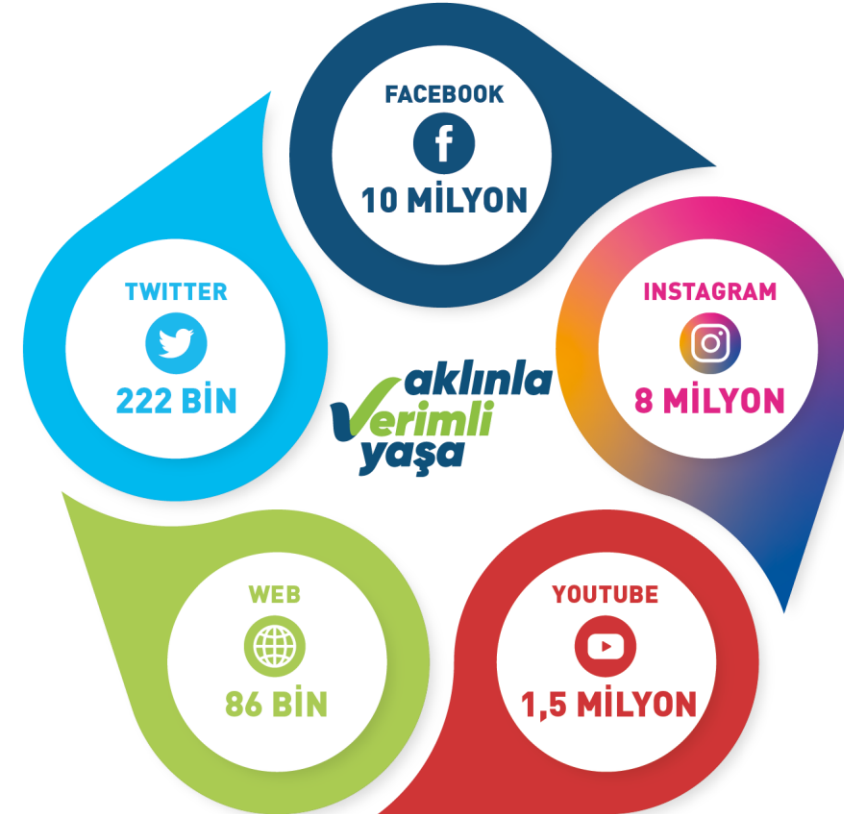 FACEBOOK
10 MİLYON
TWITTER
222 BİN
INSTAGRAM
8 MİLYON
aklınla
verimli
yaşa
WEB
86 BİN
YOUTUBE
1,5 MİLYON